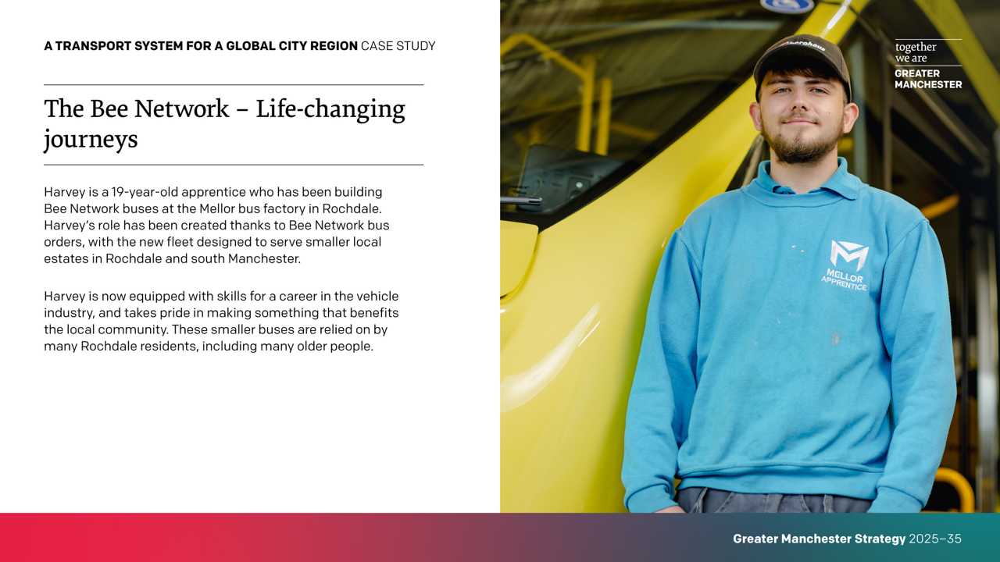 A TRANSPORT SYSTEM FOR A GLOBAL CITY REGION CASE STUDY
The Bee Network – Life-changing
journeys
Harvey is a 19-year-old apprentice who has been building
Bee Network buses at the Mellor bus factory in Rochdale.
Harvey’s role has been created thanks to Bee Network bus
orders, with the new fleet designed to serve smaller local
estates in Rochdale and south Manchester.
Harvey is now equipped with skills for a career in the vehicle
industry, and takes pride in making something that benefits
the local community. These smaller buses are relied on by
many Rochdale residents, including many older people.
together
we are
GREATER
MANCHESTER
MELLOR
APPRENTICE
Greater Manchester Strategy 2025–35